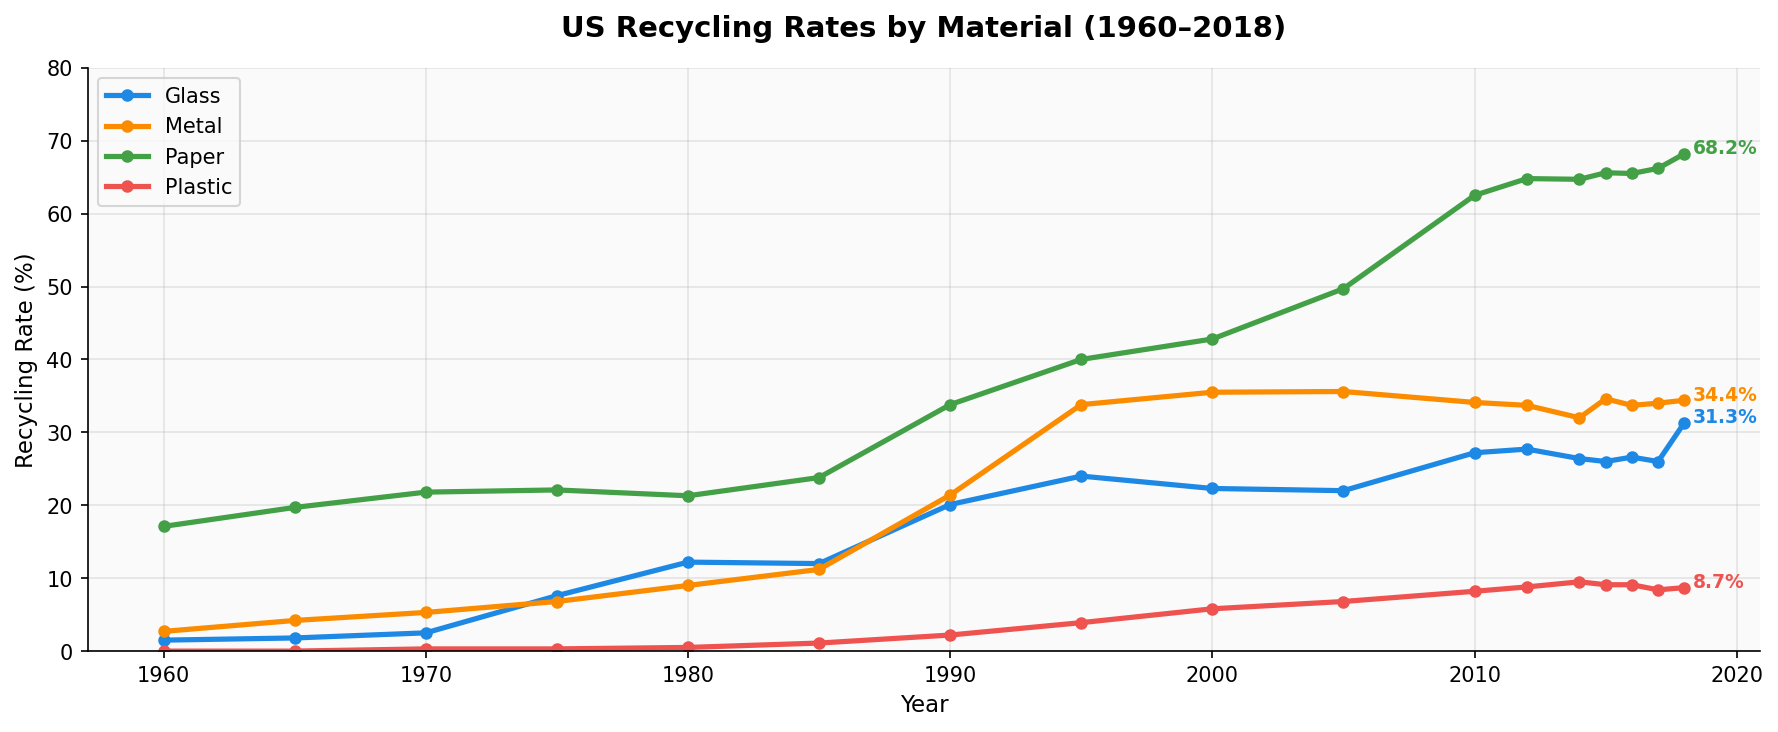 US Recycling Rates by Material (1960–2018)
Glass
Metal
Paper
Plastic
Recycling Rate (%)
80
70
60
50
40
30
20
10
0
68.2%
34.4%
31.3%
8.7%
1960
1970
1980
1990
2000
2010
2020
Year